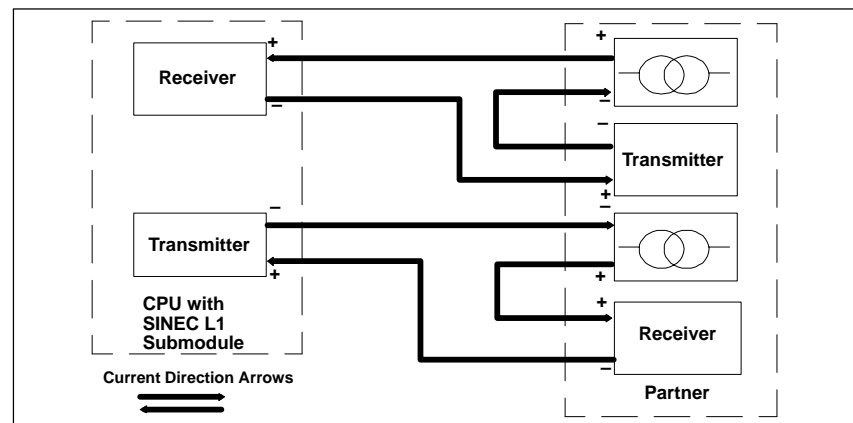 +
+
Receiver
–
–
–
Transmitter
+
–
–
Transmitter
+
+
CPU with
SINEC L1
Submodule
+
Receiver
–
Current Direction Arrows
Partner